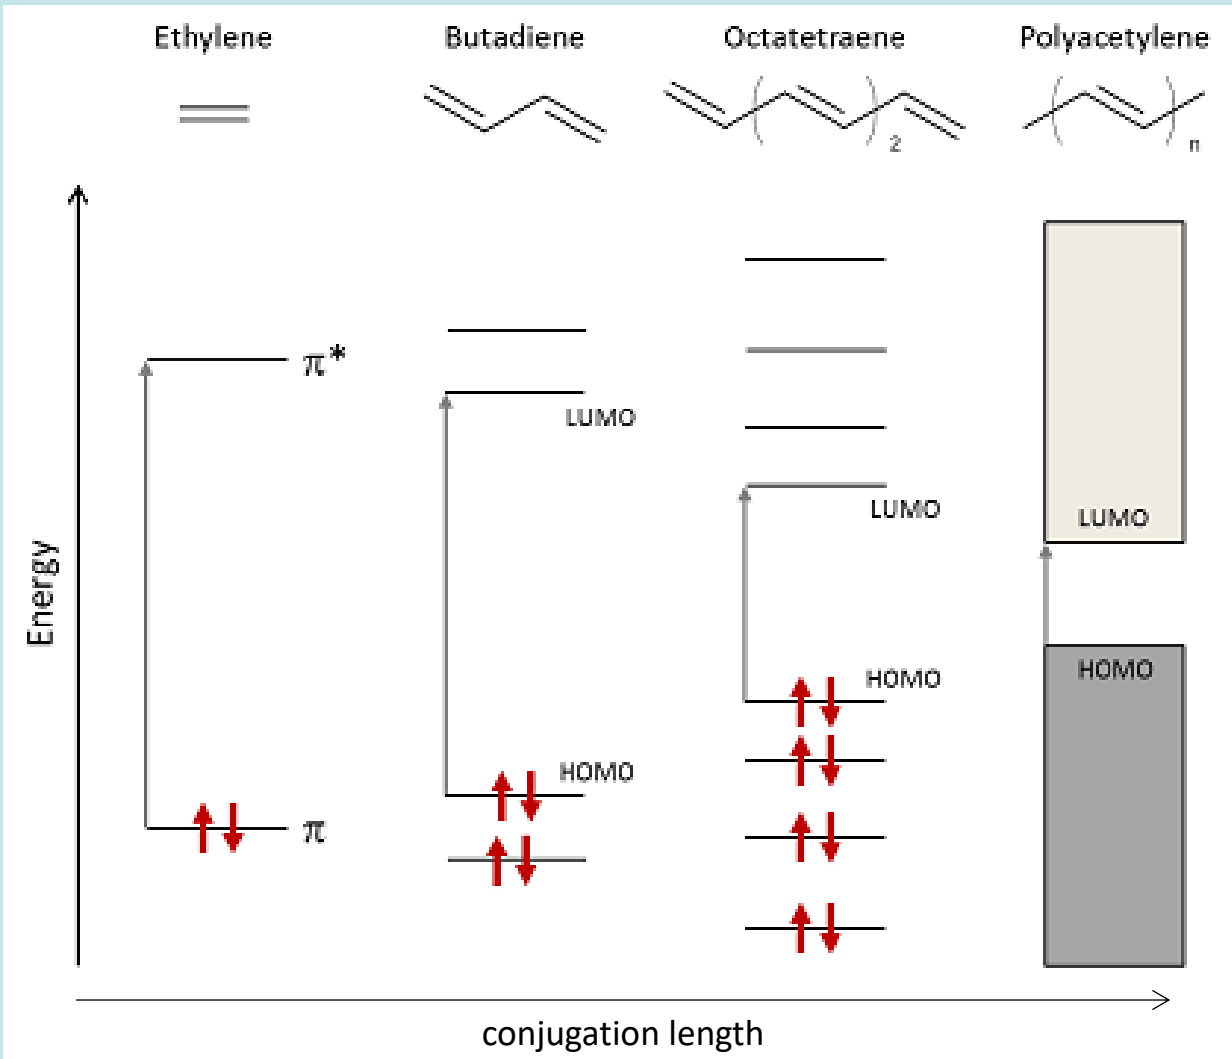 Ethylene Butadiene Octatetraene Polyacetylene
2 n
π*
LUMO
LUMO
LUMO
Energy
HOMO
HOMO
HOMO
π
conjugation length